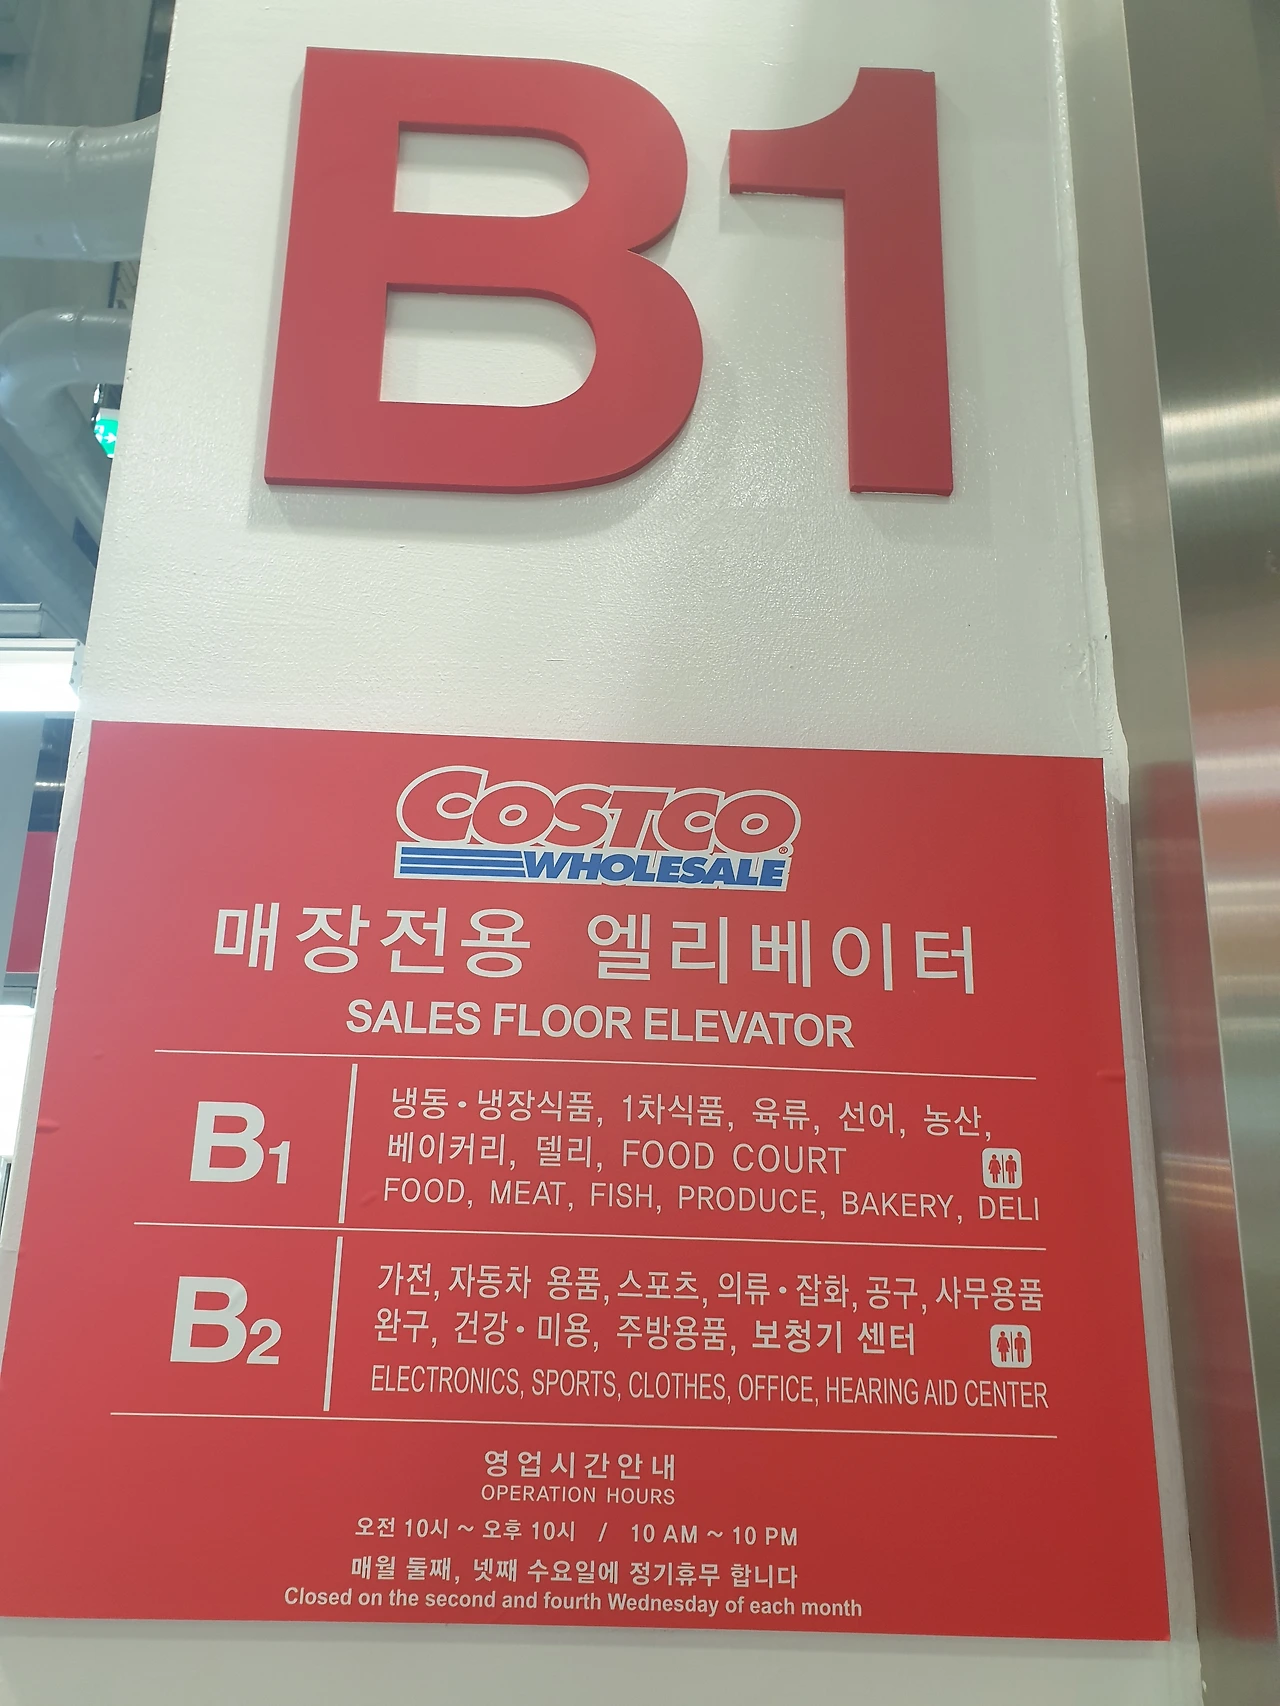 B1
COSTCO
WHOLESALE
매장전용 엘리베이터
SALES FLOOR ELEVATOR
B1
냉동·냉장식품, 1차식품, 육류, 선어, 농산,
베이커리, 델리, FOOD COURT
FOOD, MEAT, FISH, PRODUCE, BAKERY, DELI
B2
가전, 자동차 용품, 스포츠, 의류·잡화, 공구, 사무용품
완구, 건강·미용, 주방용품, 보청기 센터
ELECTRONICS, SPORTS, CLOTHES, OFFICE, HEARING AID CENTER
영업시간안내
OPERATION HOURS
오전 10시 ~ 오후 10시 / 10 AM ~ 10 PM
매월 둘째, 넷째 수요일에 정기휴무 합니다
Closed on the second and fourth Wednesday of each month